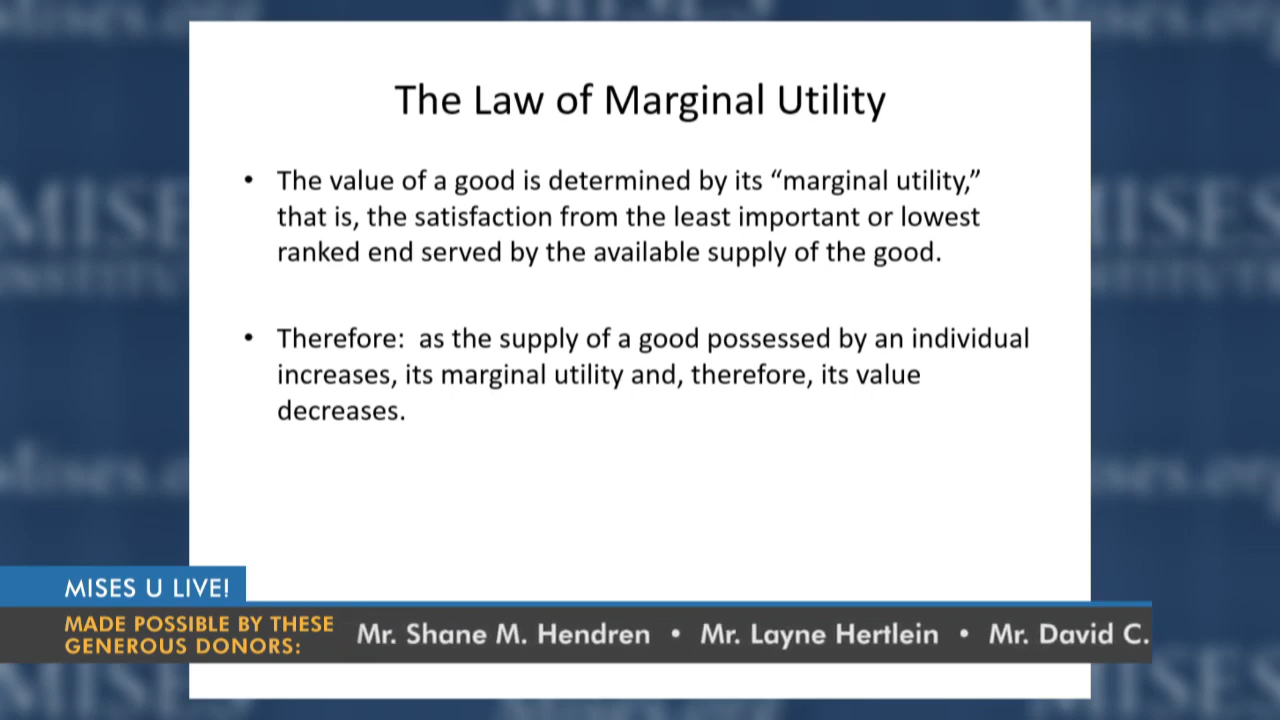 The Law of Marginal Utility
• The value of a good is determined by its “marginal utility,”
that is, the satisfaction from the least important or lowest
ranked end served by the available supply of the good.
• Therefore:  as the supply of a good possessed by an individual
increases, its marginal utility and, therefore, its value
decreases.
MISES U LIVE!
MADE POSSIBLE BY THESE
GENEROUS DONORS:
Mr. Shane M. Hendren • Mr. Layne Hertlein • Mr. David C.